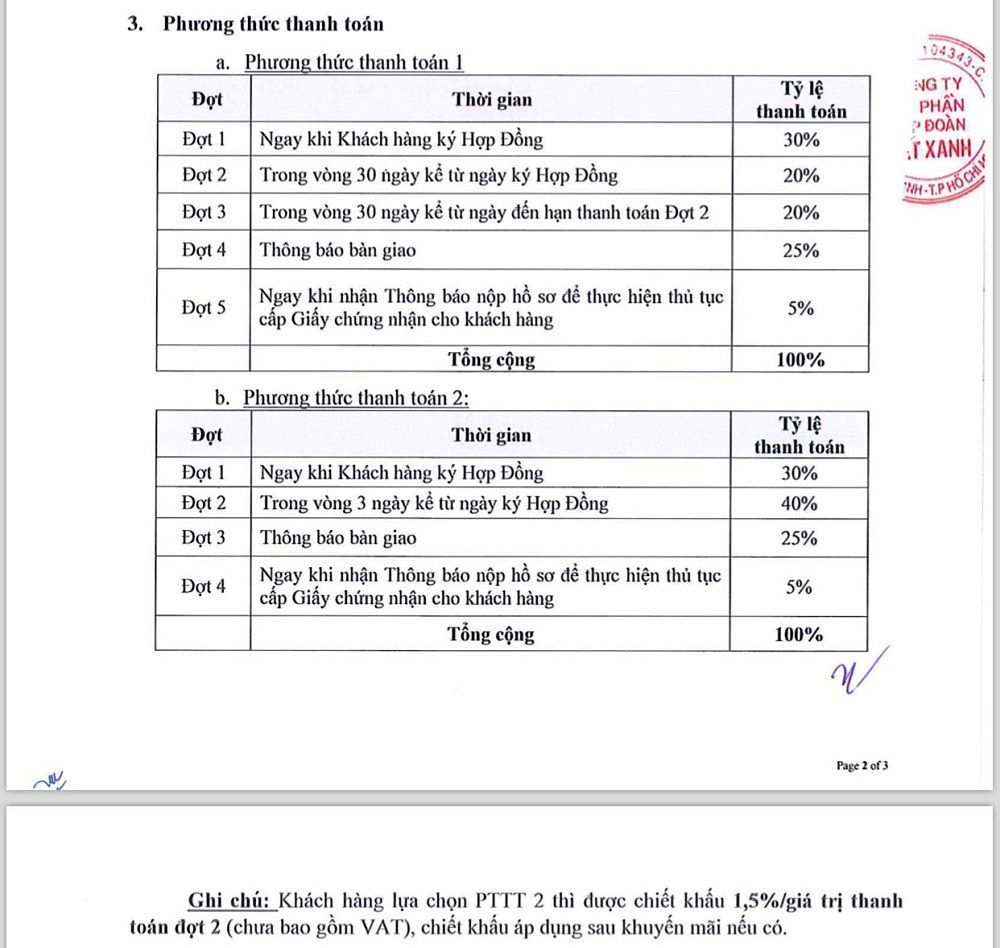 3. Phương thức thanh toán
a. Phương thức thanh toán 1
Đợt Thời gian Tỷ lệ
thanh toán
Đợt 1 Ngay khi Khách hàng ký Hợp Đồng 30%
Đợt 2 Trong vòng 30 ngày kể từ ngày ký Hợp Đồng 20%
Đợt 3 Trong vòng 30 ngày kể từ ngày đến hạn thanh toán Đợt 2 20%
Đợt 4 Thông báo bàn giao 25%
Đợt 5 Ngay khi nhận Thông báo nộp hồ sơ để thực hiện thủ tục
cấp Giấy chứng nhận cho khách hàng 5%
Tổng cộng 100%
104343-C.
NG TY
PHẦN
P ĐOÀN
T XANH
NH-T.P HỒ CHÍ M
b. Phương thức thanh toán 2:
Đợt Thời gian Tỷ lệ
thanh toán
Đợt 1 Ngay khi Khách hàng ký Hợp Đồng 30%
Đợt 2 Trong vòng 3 ngày kể từ ngày ký Hợp Đồng 40%
Đợt 3 Thông báo bàn giao 25%
Đợt 4 Ngay khi nhận Thông báo nộp hồ sơ để thực hiện thủ tục
cấp Giấy chứng nhận cho khách hàng 5%
Tổng cộng 100%
Page 2 of 3
Ghi chú: Khách hàng lựa chọn PTTT 2 thì được chiết khấu 1,5%/giá trị thanh
toán đợt 2 (chưa bao gồm VAT), chiết khấu áp dụng sau khuyến mãi nếu có.